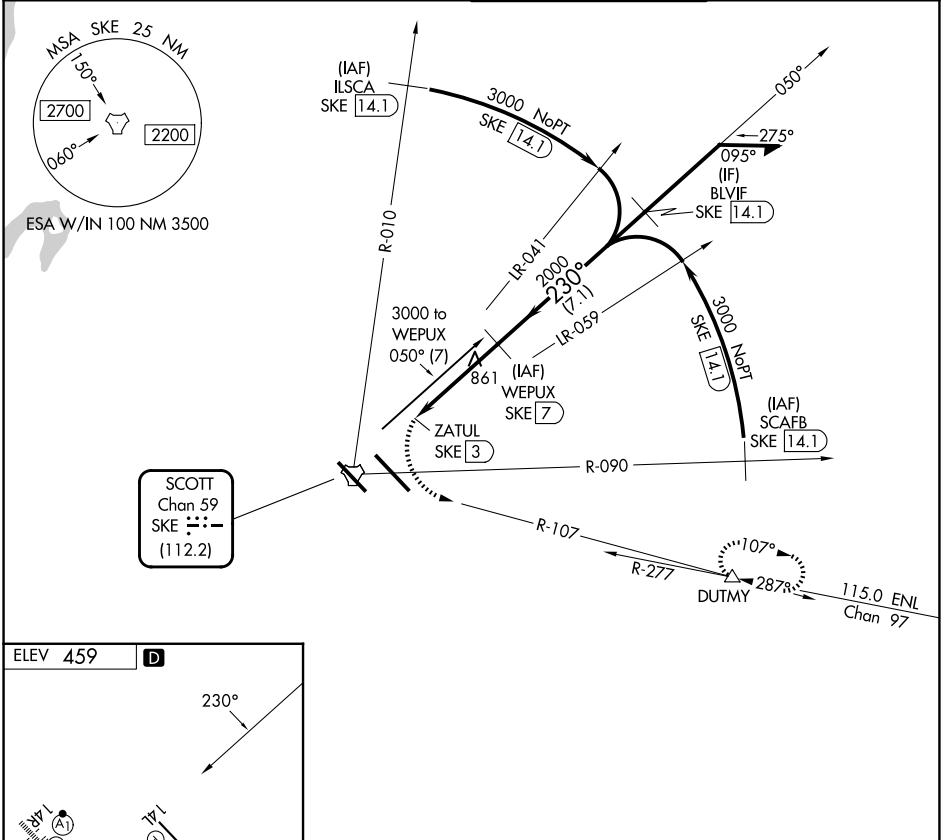 MSA SKE 25 NM
150°
2700
2200
060°
ESA W/IN 100 NM 3500
(IAF)
ILSCA
SKE 14.1
3000 NoPT
SKE 14.1
050°
275°
095°
(IF)
BLVIF
SKE 14.1
R-010
LR-041
2000
230°
(7.1)
LR-059
3000 NoPT
SKE 14.1
3000 to
WEPUX
050° (7)
861
(IAF)
WEPUX
SKE 7
(IAF)
SCAFB
SKE 14.1
ZATUL
SKE 3
R-090
SCOTT
Chan 59
SKE
(112.2)
R-107
R-277
107°
287°
DUTMY
115.0 ENL
Chan 97
ELEV 459 D
230°
14R
A1
14L